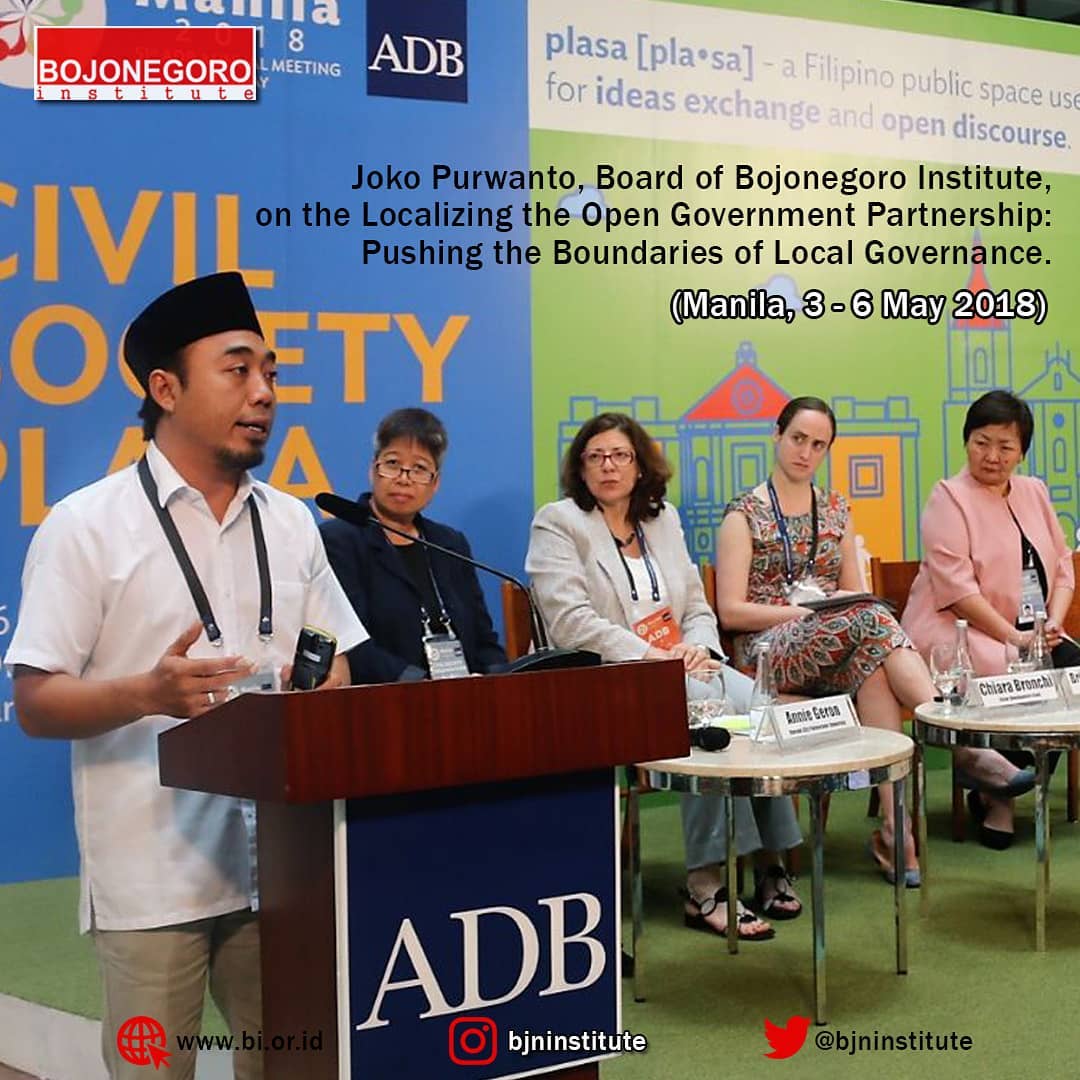 Manila
2018
L MEETING
BOJONEGORO
institute
ADB
plasa [pla•sa] – a Filipino public space use
for ideas exchange and open discourse.
Joko Purwanto, Board of Bojonegoro Institute,
on the Localizing the Open Government Partnership:
Pushing the Boundaries of Local Governance.
(Manila, 3 - 6 May 2018)
CIVIL
SOCIETY
PLAZA
ADB
Annie Geron
Chiara Bronchi
ADB
www.bi.or.id
bjninstitute
@bjninstitute